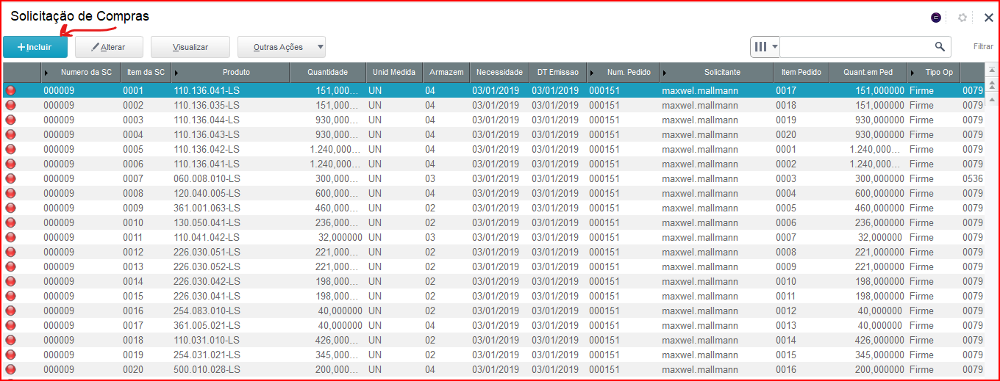 Solicitação de Compras
+Incluir Alterar Visualizar Outras Ações Filtrar
Numero da SC Item da SC Produto Quantidade Unid Medida Armazem Necessidade DT Emissao Num. Pedido Solicitante Item Pedido Quant.em Ped Tipo Op
000009 0001 110.136.041-LS 151,000... UN 04 03/01/2019 03/01/2019 000151 maxwel.mallmann 0017 151,000000 Firme 0079
000009 0002 110.136.035-LS 151,000... UN 04 03/01/2019 03/01/2019 000151 maxwel.mallmann 0018 151,000000 Firme 0079
000009 0003 110.136.044-LS 930,000... UN 04 03/01/2019 03/01/2019 000151 maxwel.mallmann 0019 930,000000 Firme 0079
000009 0004 110.136.043-LS 930,000... UN 04 03/01/2019 03/01/2019 000151 maxwel.mallmann 0020 930,000000 Firme 0079
000009 0005 110.136.042-LS 1.240,000... UN 04 03/01/2019 03/01/2019 000151 maxwel.mallmann 0001 1.240,000... Firme 0079
000009 0006 110.136.041-LS 1.240,000... UN 04 03/01/2019 03/01/2019 000151 maxwel.mallmann 0002 1.240,000... Firme 0079
000009 0007 060.008.010-LS 300,000... UN 03 03/01/2019 03/01/2019 000151 maxwel.mallmann 0003 300,000000 Firme 0536
000009 0008 120.040.005-LS 600,000... UN 04 03/01/2019 03/01/2019 000151 maxwel.mallmann 0004 600,000000 Firme 0079
000009 0009 361.001.063-LS 460,000... UN 02 03/01/2019 03/01/2019 000151 maxwel.mallmann 0005 460,000000 Firme 0079
000009 0010 130.050.041-LS 236,000... UN 02 03/01/2019 03/01/2019 000151 maxwel.mallmann 0006 236,000000 Firme 0079
000009 0011 110.041.042-LS 32,000000 UN 03 03/01/2019 03/01/2019 000151 maxwel.mallmann 0007 32,000000 Firme 0079
000009 0012 226.030.051-LS 221,000... UN 02 03/01/2019 03/01/2019 000151 maxwel.mallmann 0008 221,000000 Firme 0079
000009 0013 226.030.052-LS 221,000... UN 02 03/01/2019 03/01/2019 000151 maxwel.mallmann 0009 221,000000 Firme 0079
000009 0014 226.030.042-LS 198,000... UN 02 03/01/2019 03/01/2019 000151 maxwel.mallmann 0010 198,000000 Firme 0079
000009 0015 226.030.041-LS 198,000... UN 02 03/01/2019 03/01/2019 000151 maxwel.mallmann 0011 198,000000 Firme 0079
000009 0016 254.083.010-LS 40,000000 UN 02 03/01/2019 03/01/2019 000151 maxwel.mallmann 0012 40,000000 Firme 0079
000009 0017 361.005.021-LS 40,000000 UN 04 03/01/2019 03/01/2019 000151 maxwel.mallmann 0013 40,000000 Firme 0079
000009 0018 110.031.010-LS 426,000... UN 02 03/01/2019 03/01/2019 000151 maxwel.mallmann 0014 426,000000 Firme 0079
000009 0019 254.031.021-LS 345,000... UN 02 03/01/2019 03/01/2019 000151 maxwel.mallmann 0015 345,000000 Firme 0079
000009 0020 500.010.028-LS 200,000... UN 04 03/01/2019 03/01/2019 000151 maxwel.mallmann 0016 200,000000 Firme 0079